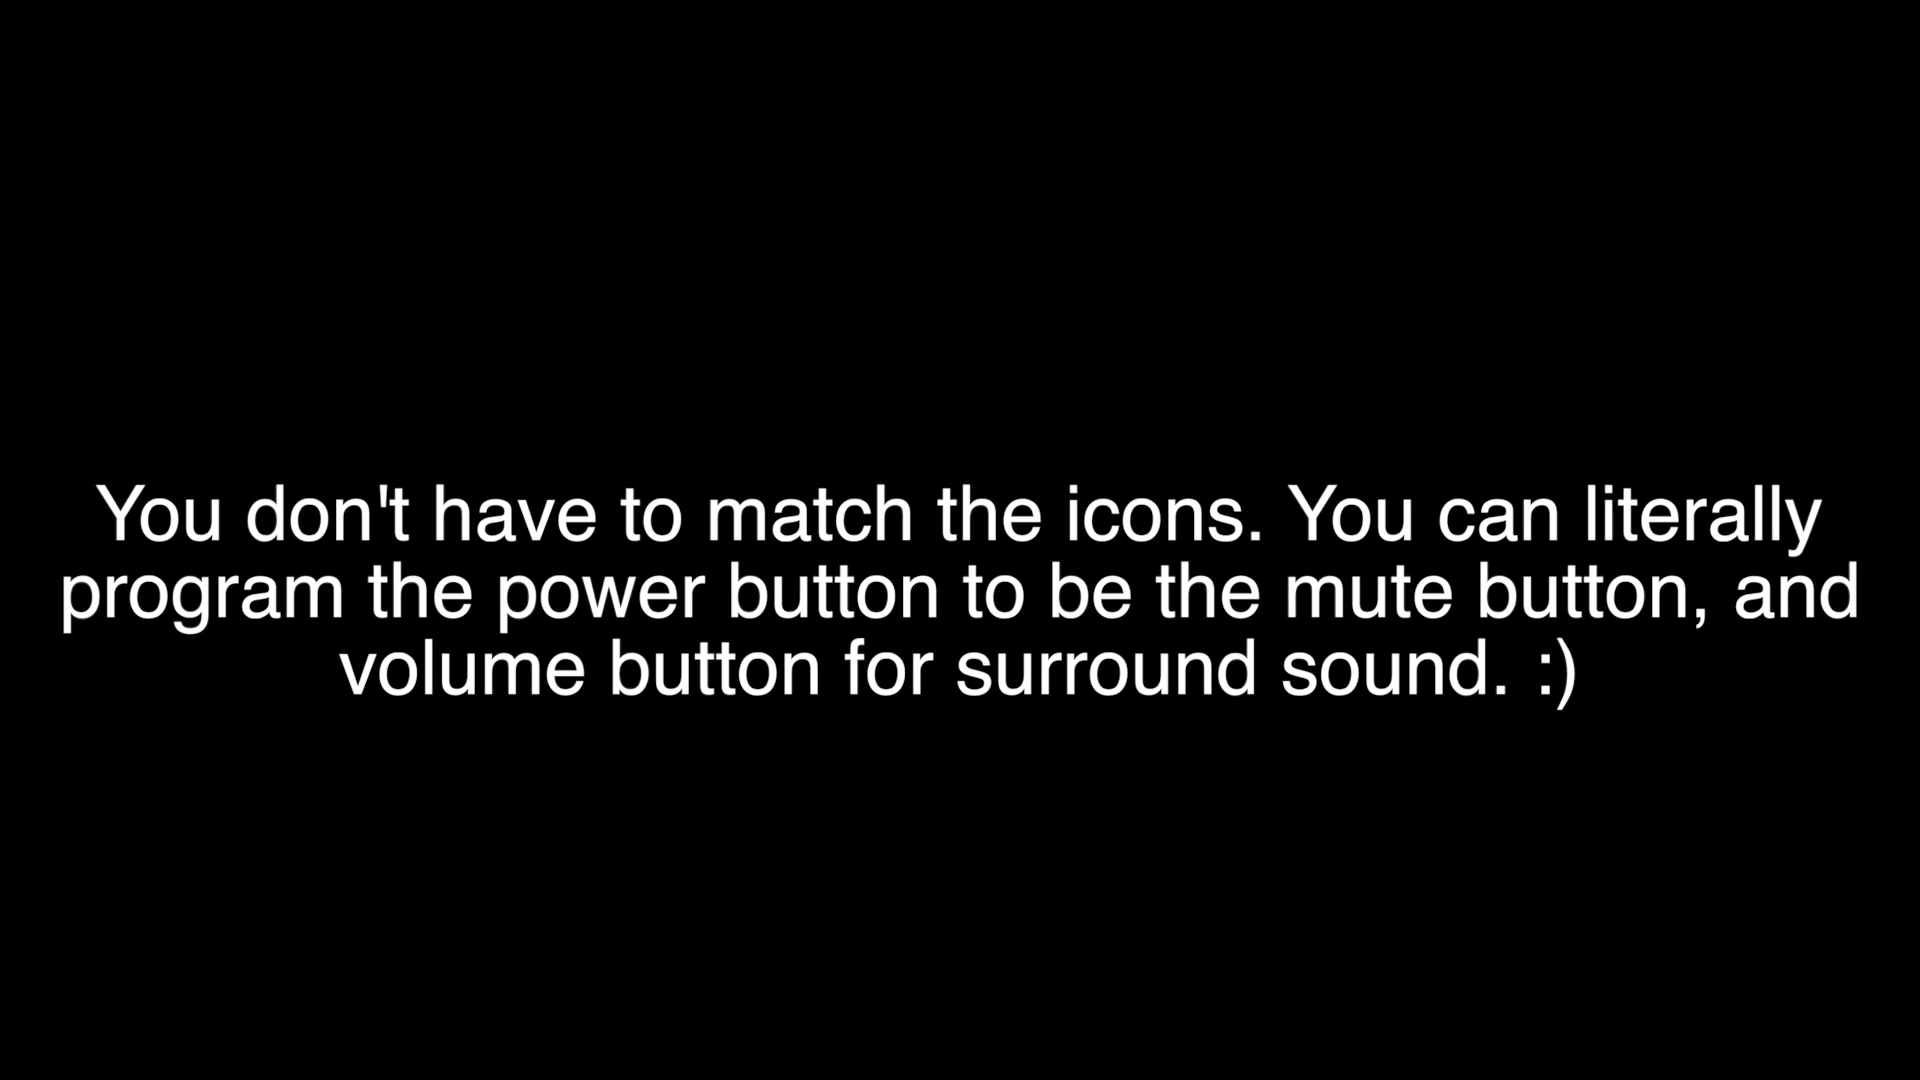 You don't have to match the icons. You can literally
program the power button to be the mute button, and
volume button for surround sound. :)